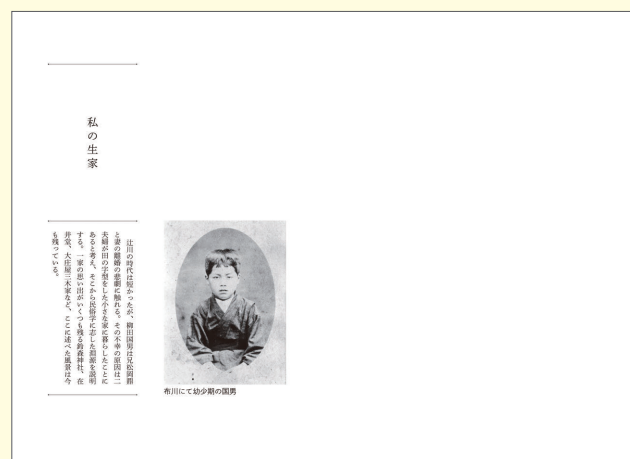 私の生家
辻川の時代は短かったが、柳田国男は兄松岡鼎
と妻の離婚の悲劇に触れる。その不幸の原因は二
夫婦が田の字型をした小さな家に暮らしたことに
あると考え、そこから民俗学に志した淵源を説明
する。一家の思い出がいくつも残る鈴森神社、在
井堂、大庄屋三木家など、ここに述べた風景は今
も残っている。
布川にて幼少期の国男